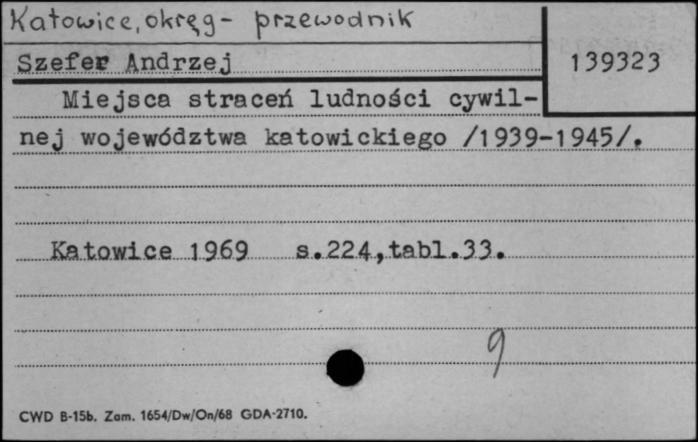 Katowice, okręg - przewodnik
Szefer Andrzej
139323
Miejsca straceń ludności cywil-
nej województwa katowickiego /1939-1945/.
Katowice 1969 s.224,tabl.33.
9
CWD B-15b. Zam. 1654/Dw/On/68 GDA-2710.